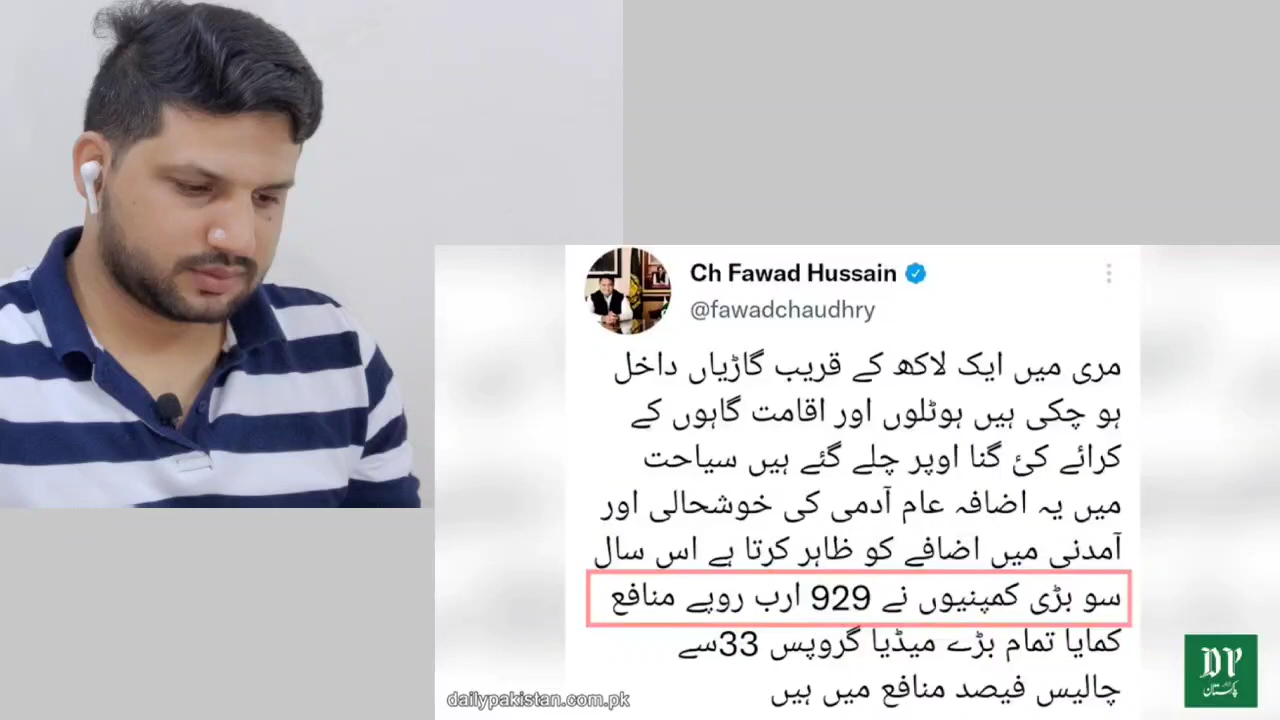 Ch Fawad Hussain
@fawadchaudhry
مری میں ایک لاکھ کے قریب گاڑیاں داخل
ہو چکی ہیں ہوٹلوں اور اقامت گاہوں کے
کرائے کئ گنا اوپر چلے گئے ہیں سیاحت
میں یہ اضافہ عام آدمی کی خوشحالی اور
آمدنی میں اضافے کو ظاہر کرتا ہے اس سال
سو بڑی کمپنیوں نے 929 ارب روپے منافع
کمایا تمام بڑے میڈیا گروپس 33سے
چالیس فیصد منافع میں ہیں
dailypakistan.com.pk
DP
پاکستان